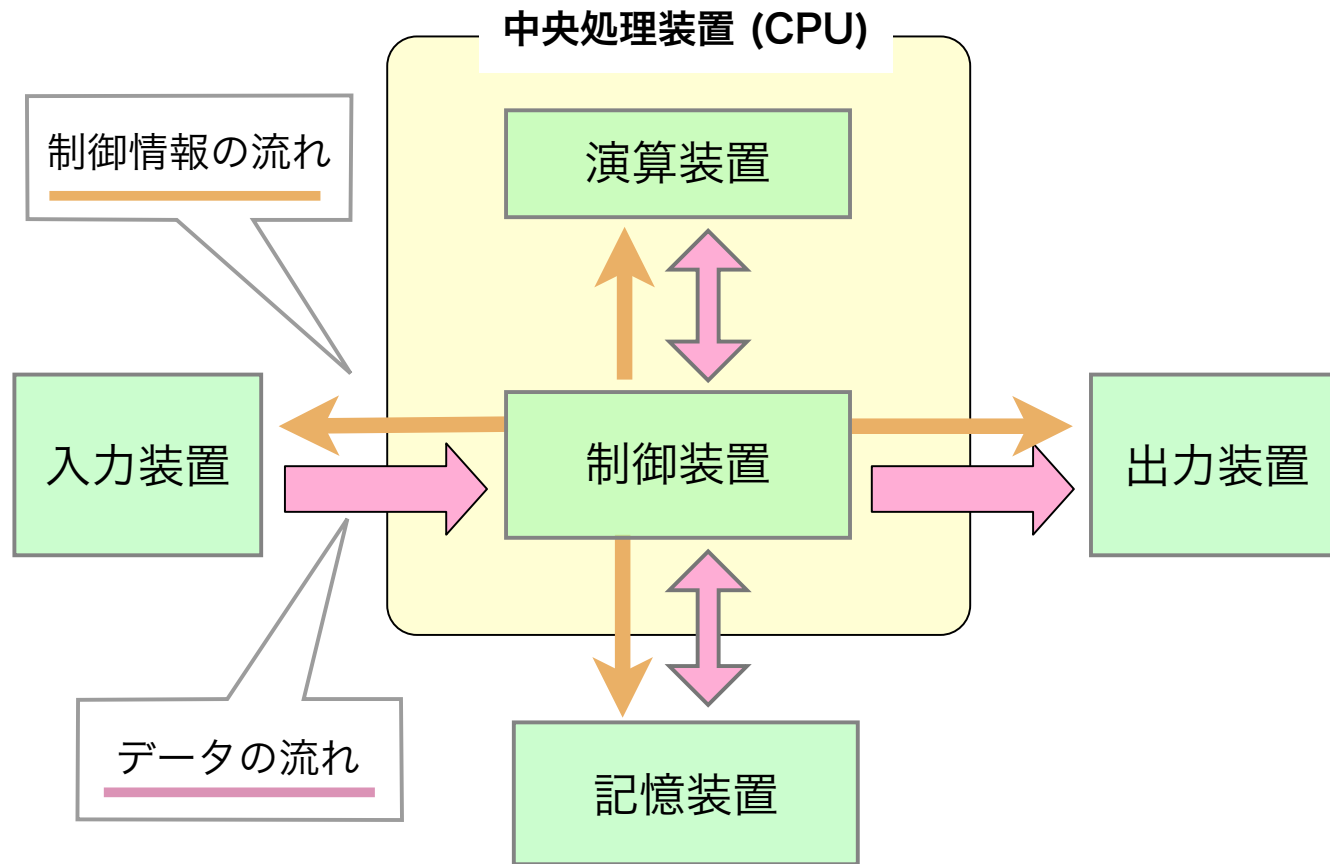 中央処理装置 (CPU)
制御情報の流れ
演算装置
入力装置
制御装置
出力装置
データの流れ
記憶装置